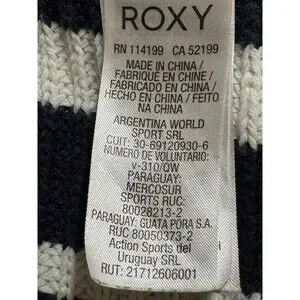 ROXY
RN 114199 CA 52199
MADE IN CHINA /
FABRIQUE EN CHINE /
FABRICADO EN CHINA /
HECHO EN CHINA / FEITO
NA CHINA
ARGENTINA WORLD
SPORT SRL
CUIT: 30-69120930-6
NUMERO DE VOLUNTARIO:
v-310/OW
PARAGUAY:
MERCOSUR
SPORTS RUC:
80028213-2
PARAGUAY: GUATA PORA S.A.
RUC 80050373-2
Action Sports del
Uruguay SRL
RUT: 21712606001